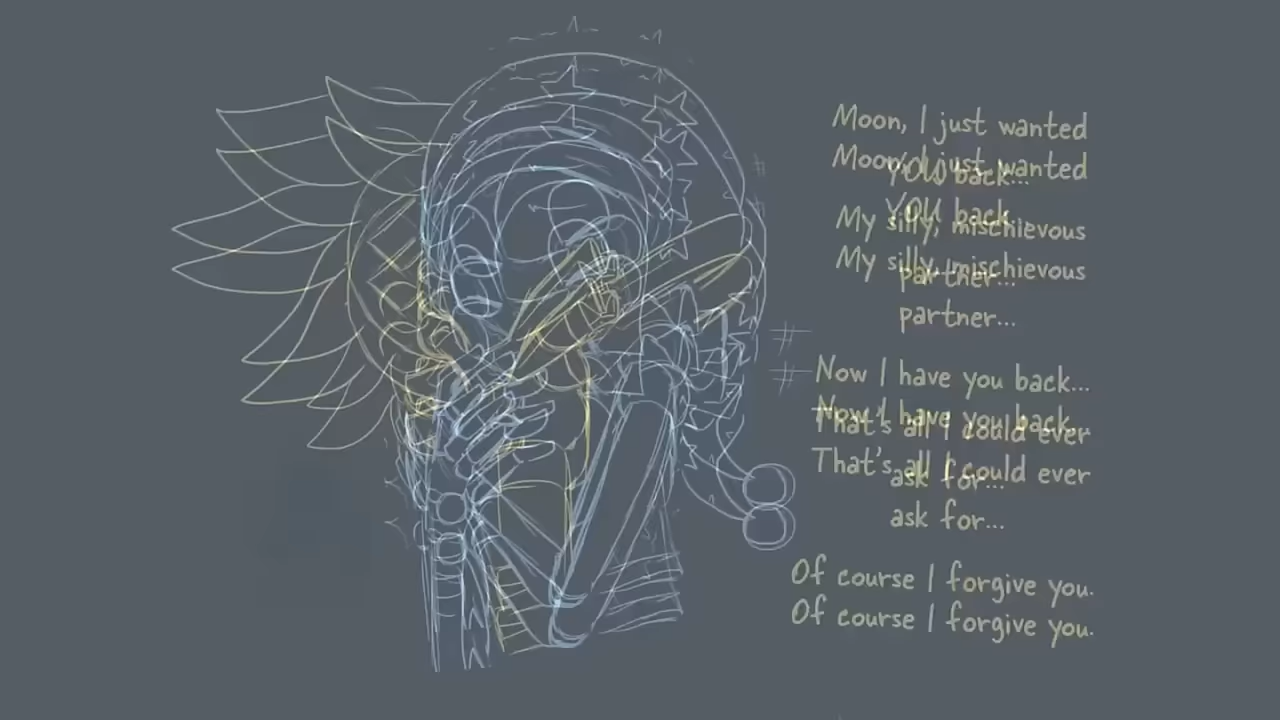 Moon, I just wanted
Moon, I just wanted
YOU back...
YOU back...
My silly, mischievous
My silly, mischievous
partner...
partner...
Now I have you back...
Now I have you back...
That's all I could ever
That's all I could ever
ask for...
ask for...
Of course I forgive you.
Of course I forgive you.